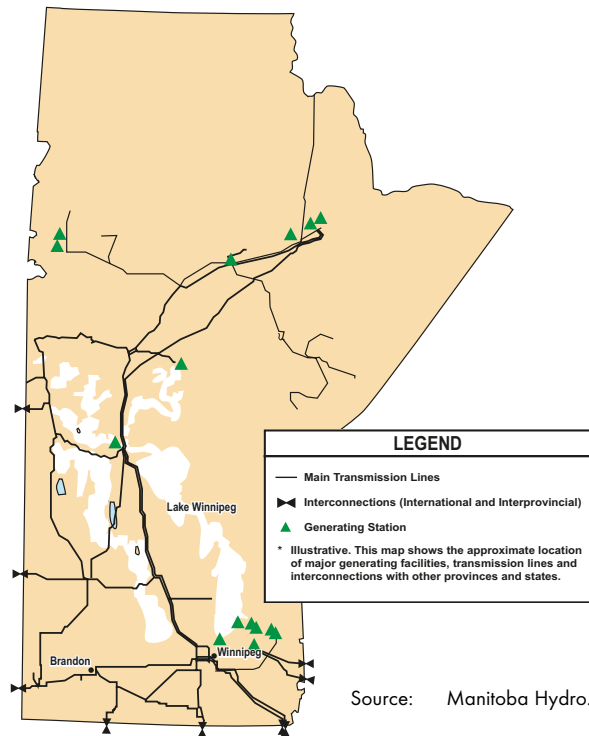 Lake Winnipeg
LEGEND
Main Transmission Lines
Interconnections (International and Interprovincial)
Generating Station
* Illustrative. This map shows the approximate location
of major generating facilities, transmission lines and
interconnections with other provinces and states.
Winnipeg
Brandon
Source: Manitoba Hydro.